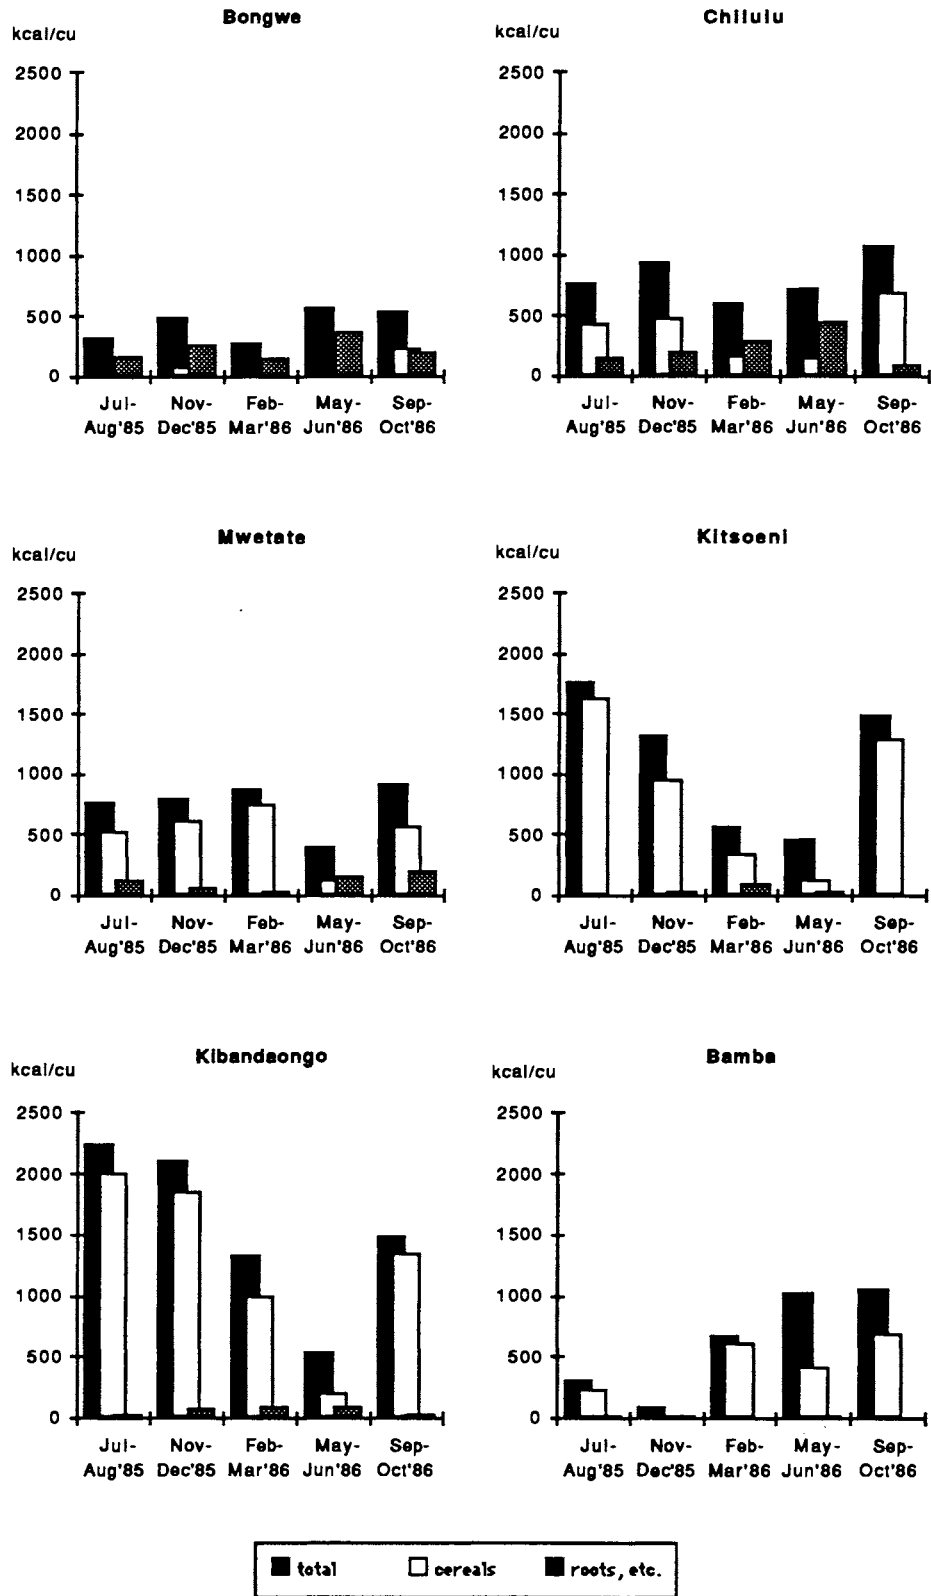 Bongwe
kcal/cu
2500
2000
1500
1000
500
0
Jul- Nov- Feb- May- Sep-
Aug'85 Dec'85 Mar'86 Jun'86 Oct'86
Chilulu
kcal/cu
2500
2000
1500
1000
500
0
Jul- Nov- Feb- May- Sep-
Aug'85 Dec'85 Mar'86 Jun'86 Oct'86
Mwetate
kcal/cu
2500
2000
1500
1000
500
0
Jul- Nov- Feb- May- Sep-
Aug'85 Dec'85 Mar'86 Jun'86 Oct'86
Kitsoeni
kcal/cu
2500
2000
1500
1000
500
0
Jul- Nov- Feb- May- Sep-
Aug'85 Dec'85 Mar'86 Jun'86 Oct'86
Kibandaongo
kcal/cu
2500
2000
1500
1000
500
0
Jul- Nov- Feb- May- Sep-
Aug'85 Dec'85 Mar'86 Jun'86 Oct'86
Bamba
kcal/cu
2500
2000
1500
1000
500
0
Jul- Nov- Feb- May- Sep-
Aug'85 Dec'85 Mar'86 Jun'86 Oct'86
total cereals roots, etc.